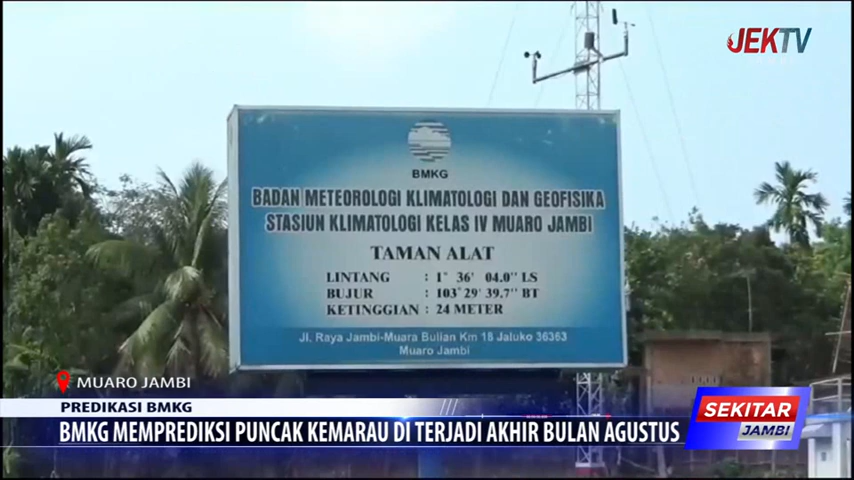 JEKTV
BMKG
BADAN METEOROLOGI KLIMATOLOGI DAN GEOFISIKA
STASIUN KLIMATOLOGI KELAS IV MUARO JAMBI
TAMAN ALAT
LINTANG : 1° 36' 04.0'' LS
BUJUR : 103° 29' 39.7'' BT
KETINGGIAN : 24 METER
Jl. Raya Jambi-Muara Bulian Km 18 Jaluko 36363
Muaro Jambi
MUARO JAMBI
PREDIKASI BMKG
BMKG MEMPREDIKSI PUNCAK KEMARAU DI TERJADI AKHIR BULAN AGUSTUS
SEKITAR
JAMBI